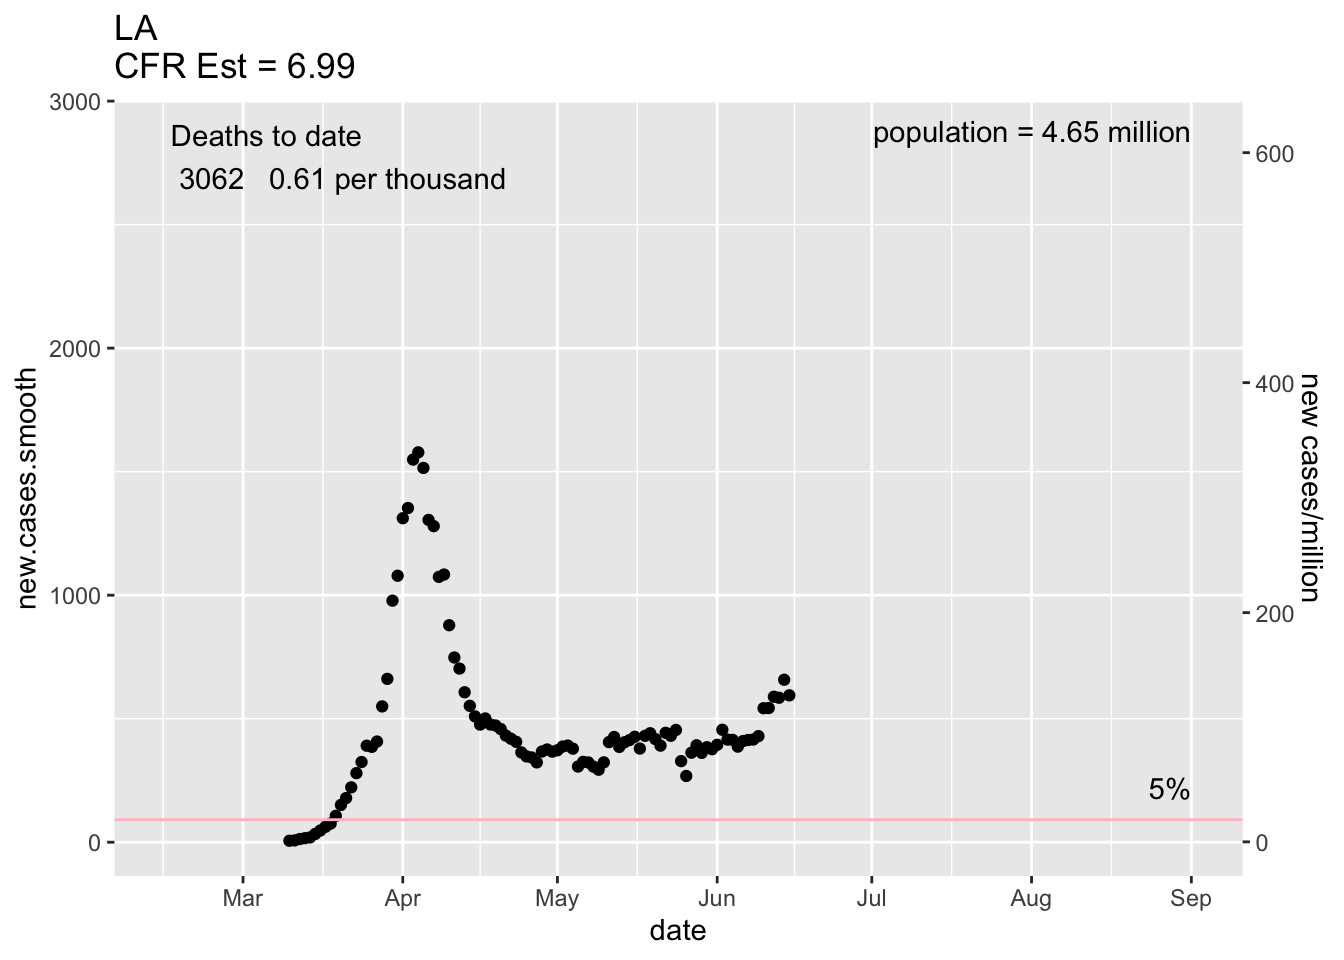 LA
CFR Est = 6.99
Deaths to date
3062 0.61 per thousand
population = 4.65 million
3000
2000
1000
0
new.cases.smooth
600
400
200
0
new cases/million
5%
Mar Apr May Jun Jul Aug Sep
date